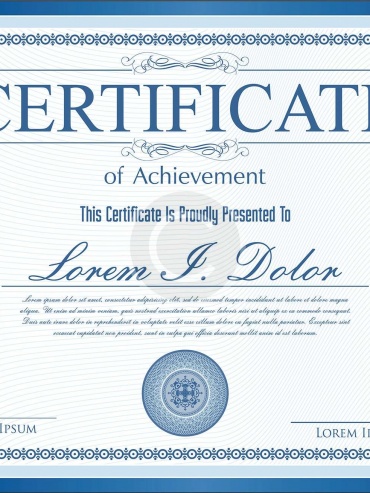 CERTIFICAT
of Achievement
This Certificate Is Proudly Presented To
Lorem I. Dolor
Lorem ipsum dolor sit amet, consectetur adipisicing elit, sed do eiusmod tempor incididunt ut labore et dolore magna
aliqua. Ut enim ad minim veniam, quis nostrud exercitation ullamco laboris nisi ut aliquip ex ea commodo consequat.
Duis aute irure dolor in reprehenderit in voluptate velit esse cillum dolore eu fugiat nulla pariatur. Excepteur sint occaecat
cupidatat non proident, sunt in culpa qui officia deserunt mollit anim id est laborum.
IPSUM
LOREM I